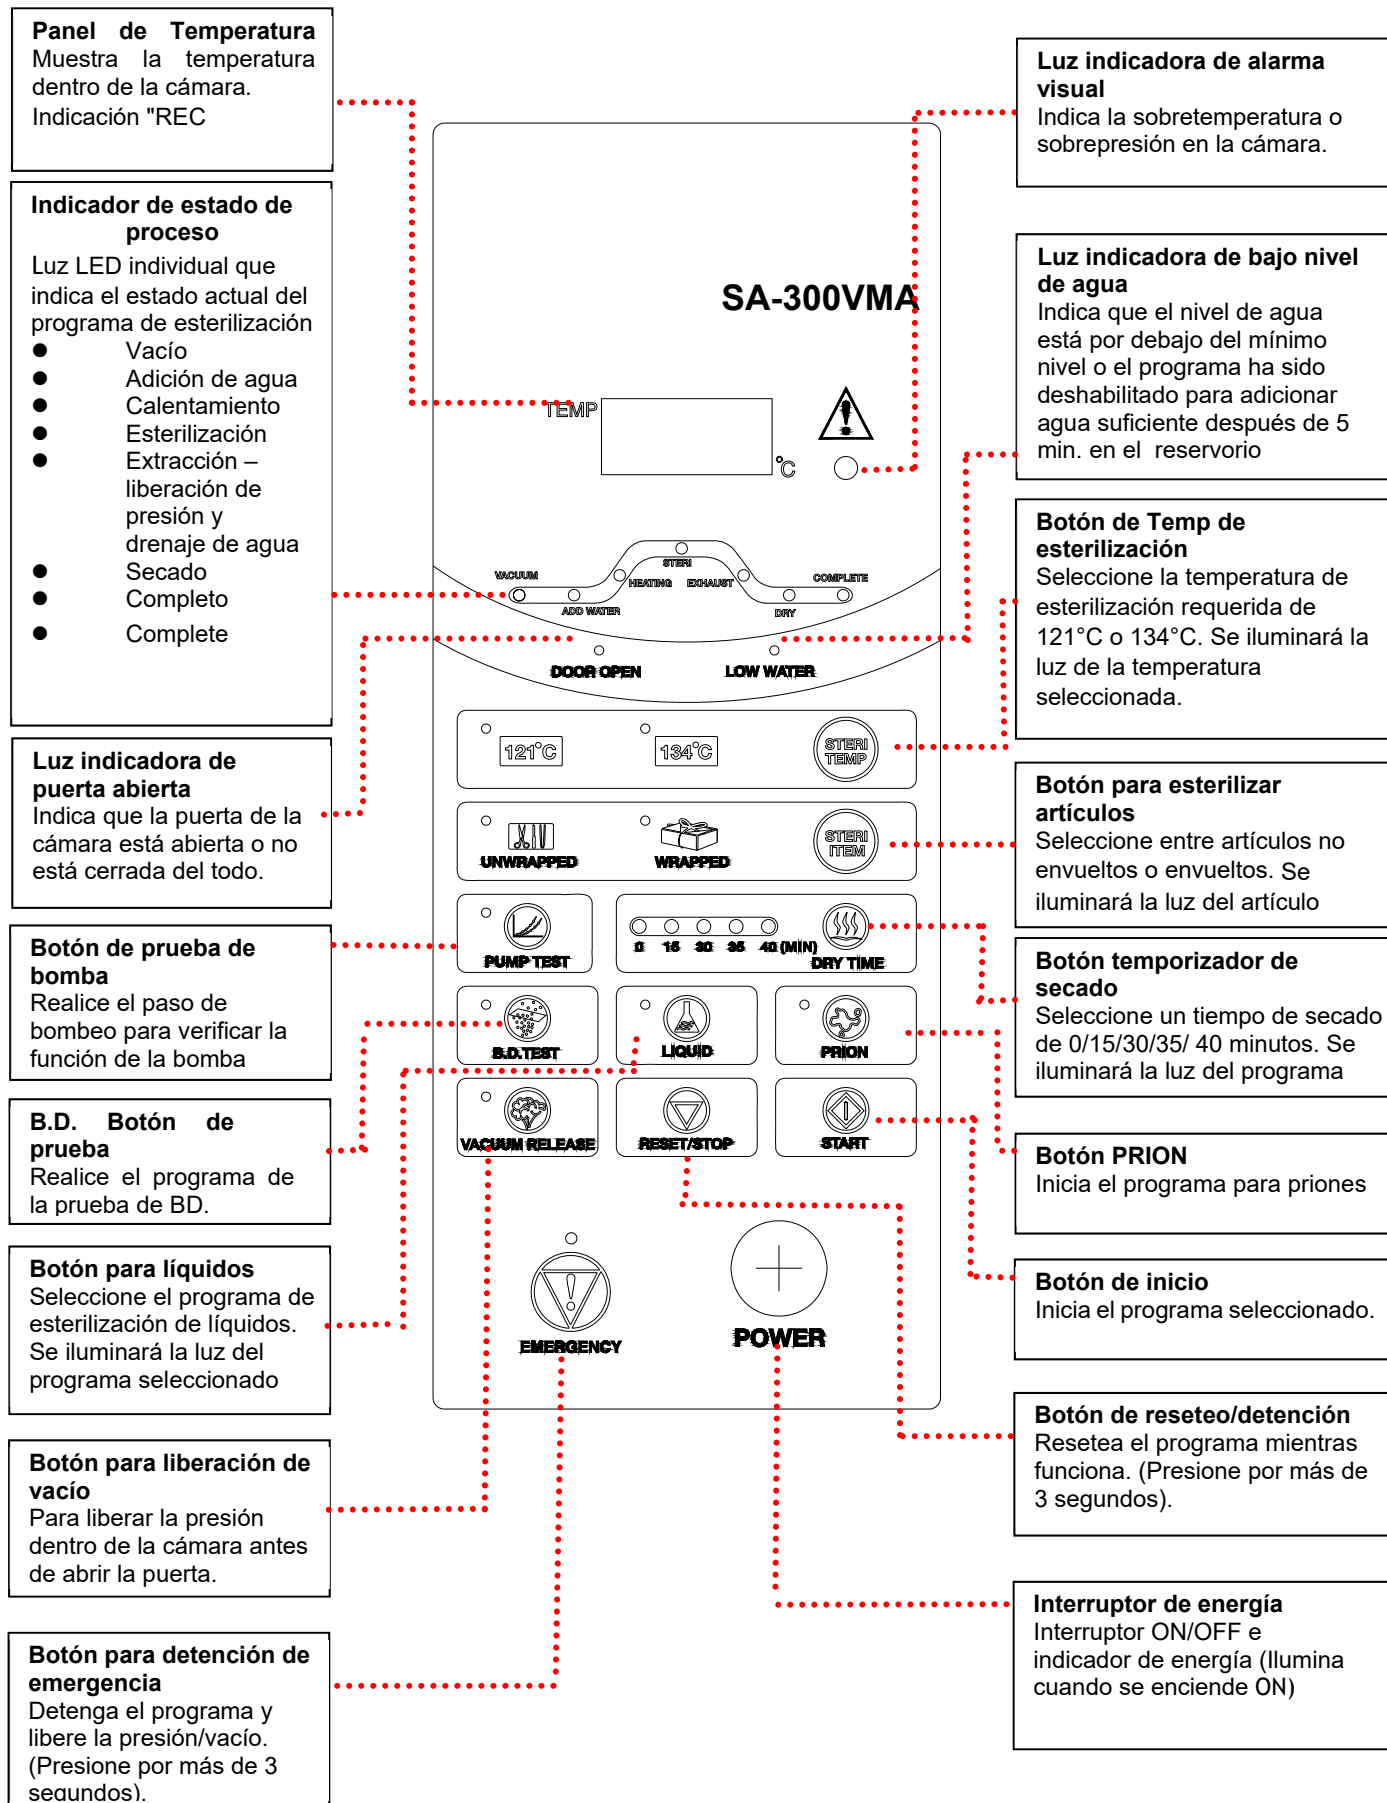 Panel de Temperatura
Muestra la temperatura
dentro de la cámara.
Indicación "REC
Indicador de estado de
proceso
Luz LED individual que
indica el estado actual del
programa de esterilización
● Vacío
● Adición de agua
● Calentamiento
● Esterilización
● Extracción –
liberación de
presión y
drenaje de agua
● Secado
● Completo
● Complete
Luz indicadora de
puerta abierta
Indica que la puerta de la
cámara está abierta o no
está cerrada del todo.
Botón de prueba de
bomba
Realice el paso de
bombeo para verificar la
función de la bomba
B.D. Botón de
prueba
Realice el programa de
la prueba de BD.
Botón para líquidos
Seleccione el programa de
esterilización de líquidos.
Se iluminará la luz del
programa seleccionado
Botón para liberación de
vacío
Para liberar la presión
dentro de la cámara antes
de abrir la puerta.
Botón para detención de
emergencia
Detenga el programa y
libere la presión/vacío.
(Presione por más de 3
segundos).
SA-300VMA
TEMP
°C
STERI
VACUUM
HEATING EXHAUST
COMPLETE
ADD WATER
DRY
DOOR OPEN
LOW WATER
121°C
134°C
STERI
TEMP
UNWRAPPED
WRAPPED
STERI
ITEM
PUMP TEST
0 15 30 35 40 (MIN)
DRY TIME
B.D.TEST
LIQUID
PRION
VACUUM RELEASE
RESET/STOP
START
EMERGENCY
POWER
Luz indicadora de alarma
visual
Indica la sobretemperatura o
sobrepresión en la cámara.
Luz indicadora de bajo nivel
de agua
Indica que el nivel de agua
está por debajo del mínimo
nivel o el programa ha sido
deshabilitado para adicionar
agua suficiente después de 5
min. en el reservorio
Botón de Temp de
esterilización
Seleccione la temperatura de
esterilización requerida de
121°C o 134°C. Se iluminará la
luz de la temperatura
seleccionada.
Botón para esterilizar
artículos
Seleccione entre artículos no
envueltos o envueltos. Se
iluminará la luz del artículo
Botón temporizador de
secado
Seleccione un tiempo de secado
de 0/15/30/35/ 40 minutos. Se
iluminará la luz del programa
Botón PRION
Inicia el programa para priones
Botón de inicio
Inicia el programa seleccionado.
Botón de reseteo/detención
Resetea el programa mientras
funciona. (Presione por más de
3 segundos).
Interruptor de energía
Interruptor ON/OFF e
indicador de energía (Ilumina
cuando se enciende ON)